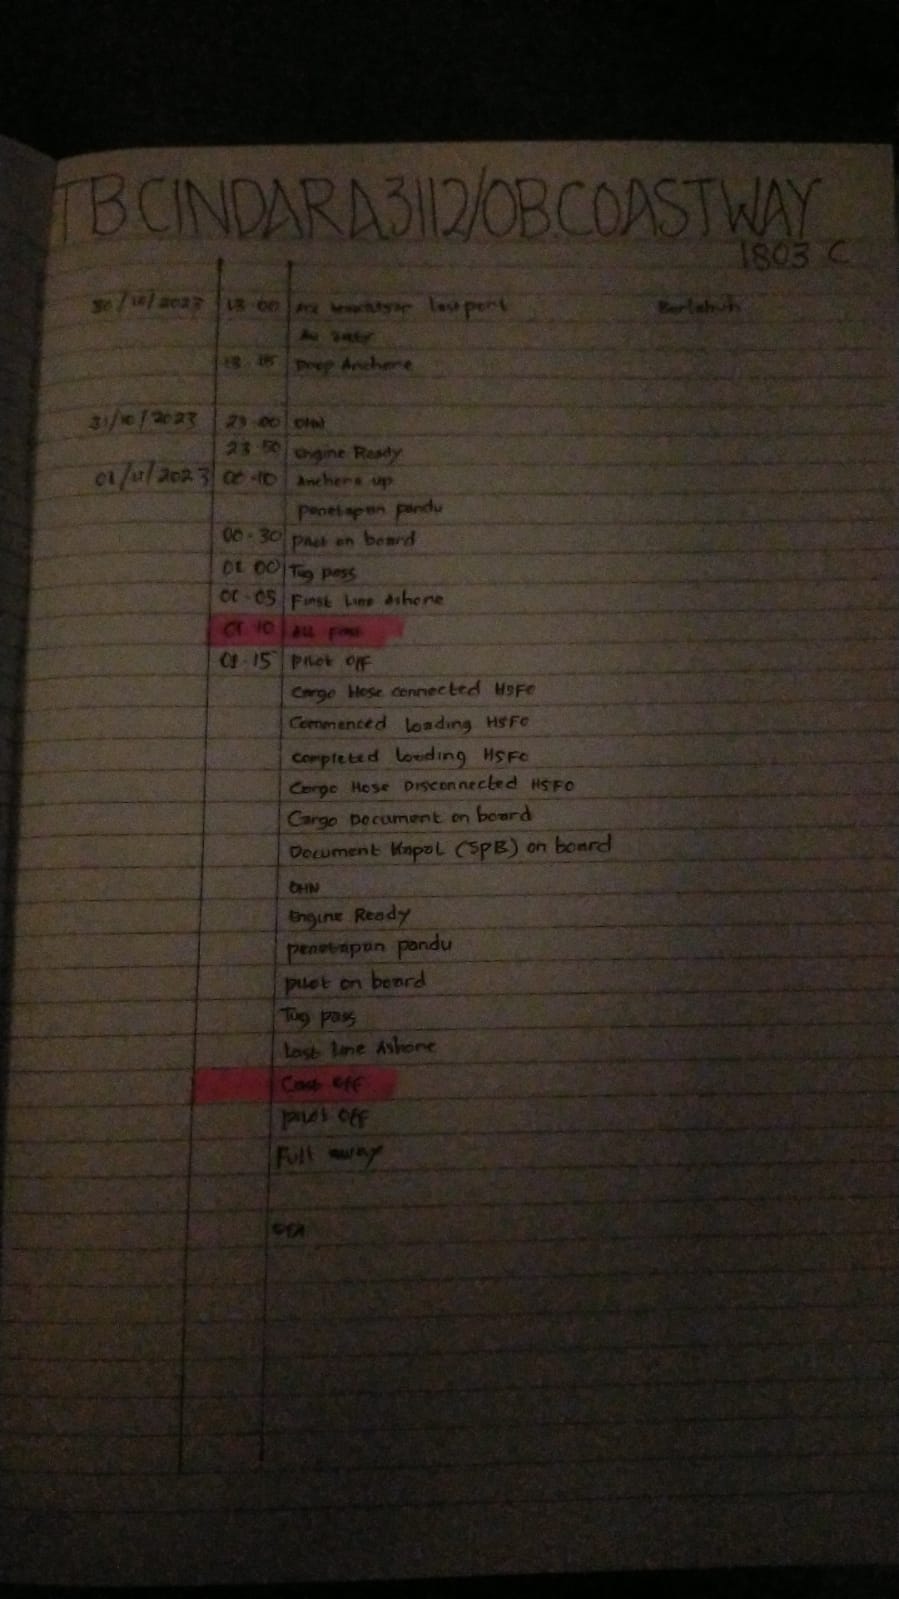 TB CINDARA 3112/OB.COASTWAY
1803 C
30/10/2023 18.00 last port Berlabuh
18.15 Drop Anchore
31/10/2023 23.00 OHN
23.50 Engine Ready
01/11/2023 00.10 Anchore up
penetapan pandu
00.30 pilot on board
01.00 Tug pass
01.05 First Line Ashore
01.10 All fast
01.15 Pilot off
Cargo Hose connected HSFO
Commenced loading HSFO
Completed loading HSFO
Cargo Hose Disconnected HSFO
Cargo Document on board
Document Kapal (SPB) on board
OHN
Engine Ready
penetapan pandu
pilot on board
Tug pass
Last line Ashore
Cast off
pilot off
Full away